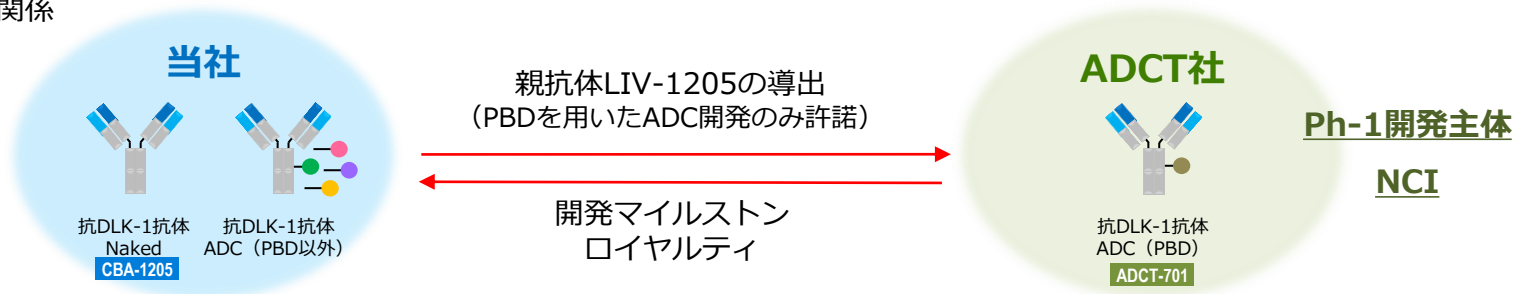 関係
当社
抗DLK-1抗体
Naked
CBA-1205
抗DLK-1抗体
ADC（PBD以外）
親抗体LIV-1205の導出
（PBDを用いたADC開発のみ許諾）
開発マイルストン
ロイヤルティ
ADCT社
抗DLK-1抗体
ADC（PBD）
ADCT-701
Ph-1開発主体
NCI